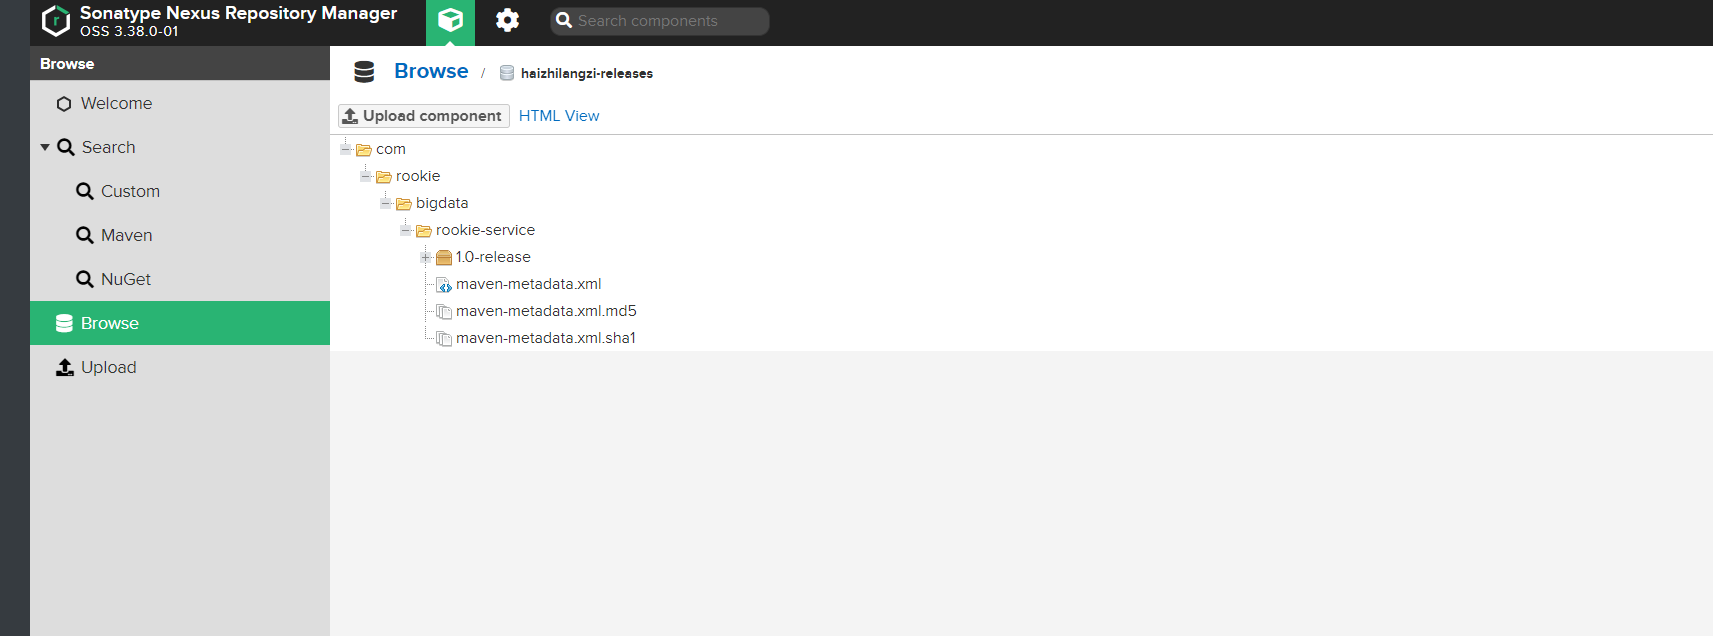 Sonatype Nexus Repository Manager
OSS 3.38.0-01
Search components
Browse
Welcome
Search
Custom
Maven
NuGet
Browse
Upload
Browse / haizhilangzi-releases
Upload component HTML View
com
rookie
bigdata
rookie-service
1.0-release
maven-metadata.xml
maven-metadata.xml.md5
maven-metadata.xml.sha1